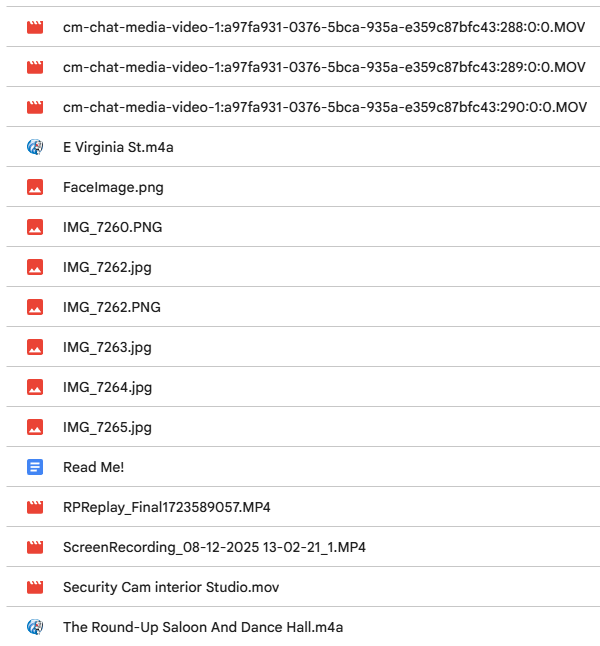 cm-chat-media-video-1:a97fa931-0376-5bca-935a-e359c87bfc43:288:0:0.MOV
cm-chat-media-video-1:a97fa931-0376-5bca-935a-e359c87bfc43:289:0:0.MOV
cm-chat-media-video-1:a97fa931-0376-5bca-935a-e359c87bfc43:290:0:0.MOV
E Virginia St.m4a
FaceImage.png
IMG_7260.PNG
IMG_7262.jpg
IMG_7262.PNG
IMG_7263.jpg
IMG_7264.jpg
IMG_7265.jpg
Read Me!
RPReplay_Final1723589057.MP4
ScreenRecording_08-12-2025 13-02-21_1.MP4
Security Cam interior Studio.mov
The Round-Up Saloon And Dance Hall.m4a